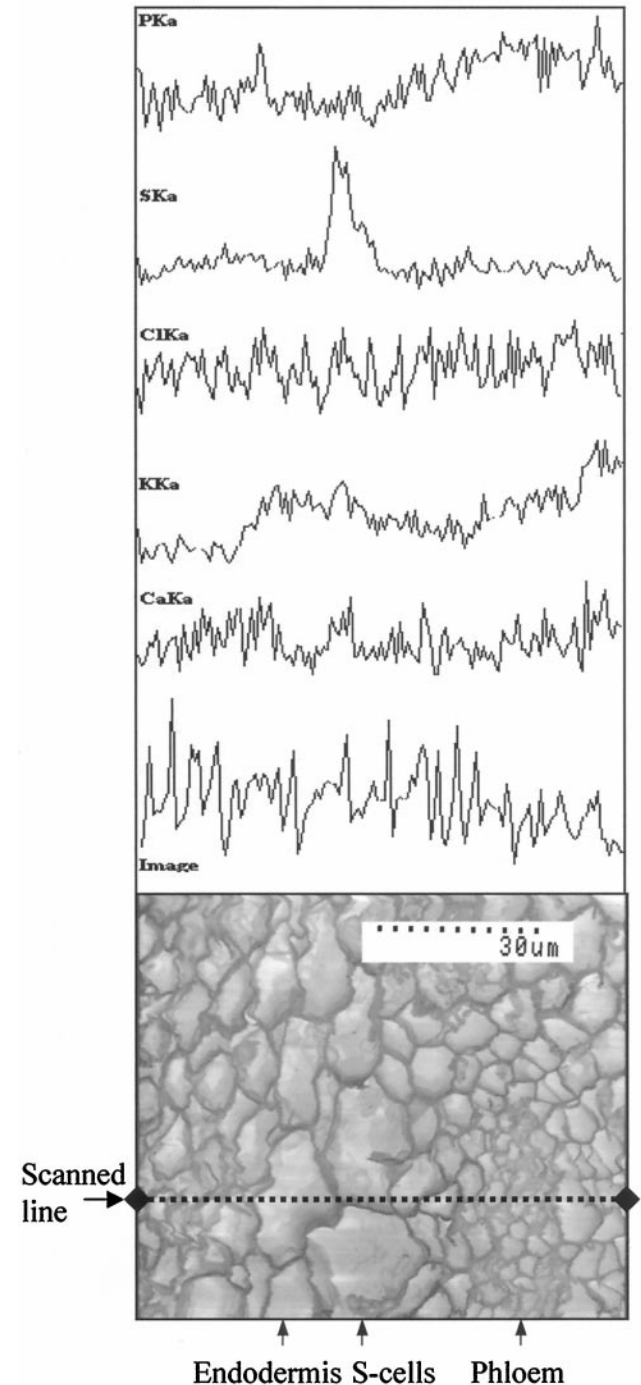 PKa
SKa
ClKa
KKa
CaKa
Image
30um
Scanned
line
Endodermis S-cells Phloem